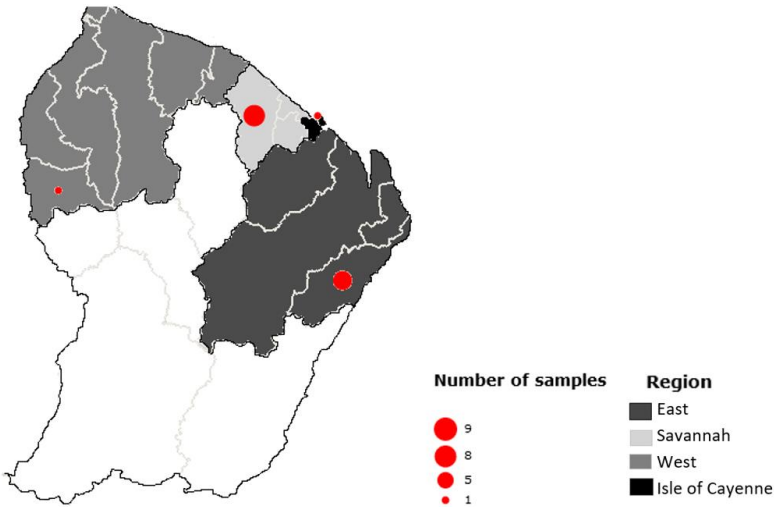 Number of samples
9
8
5
1
Region
East
Savannah
West
Isle of Cayenne